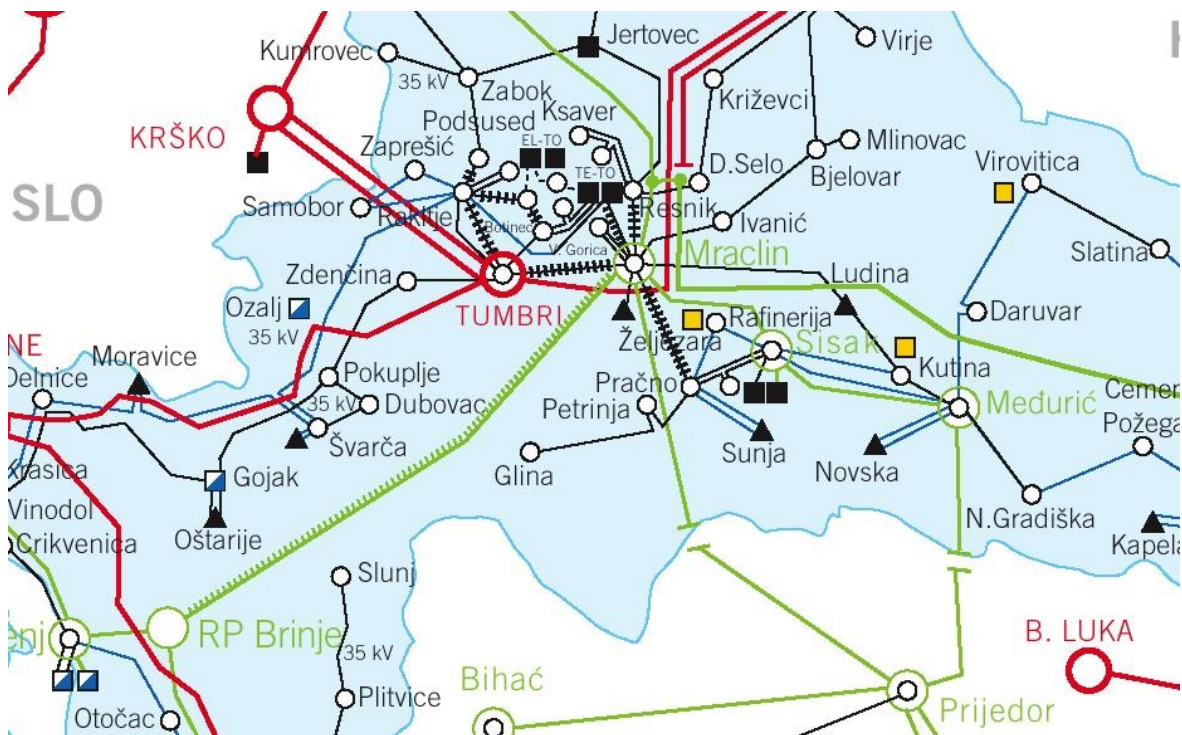 Kumrovec
35 kV
Zabok
Jertovec
Virje
Ksaver
Podsused
EL-TO
TE-TO
Križevci
KRŠKO
Zaprešić
Mlinovac
Bjelovar
D.Selo
Virovitica
SLO
Samobor
Rakitje
Botinec
Resnik
Ivanić
V. Gorica
Mraclin
Slatina
Zdenčina
Ludina
Ozalj
35 kV
TUMBRI
Rafinerija
Daruvar
NE
Moravice
Željezara
Sisak
Delnice
Pokuplje
Pračno
Kutina
35 kV
Dubovac
Petrinja
Međurić
Cemen
Požega
Švarča
Glina
Sunja
Novska
Krasica
Gojak
Vinodol
Oštarije
N.Gradiška
Crikvenica
Kapela
Slunj
enj
RP Brinje
35 kV
B. LUKA
Bihać
Plitvice
Otočac
Prijedor